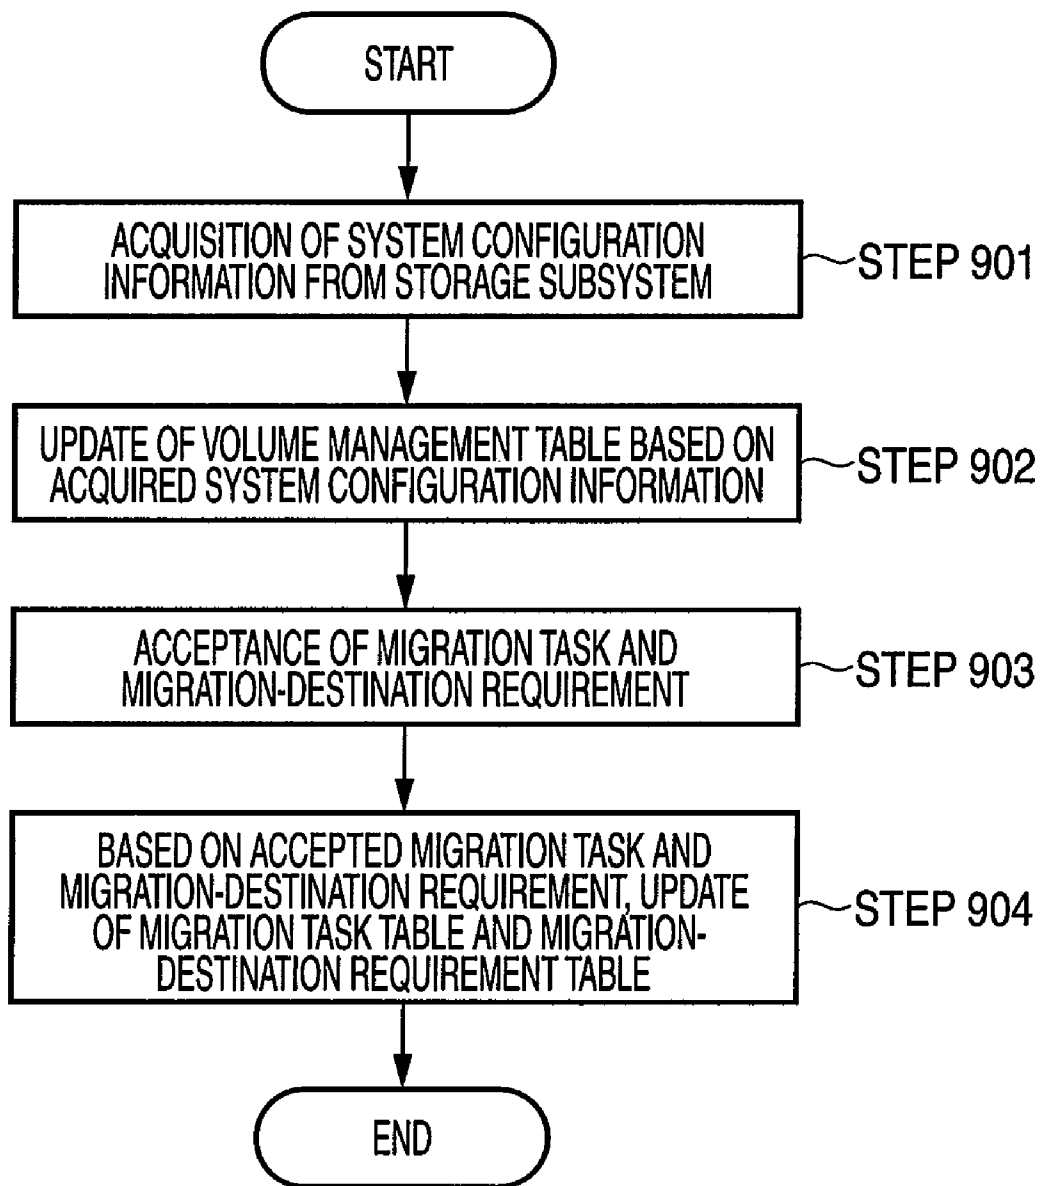 START
ACQUISITION OF SYSTEM CONFIGURATION
INFORMATION FROM STORAGE SUBSYSTEM
STEP 901
UPDATE OF VOLUME MANAGEMENT TABLE BASED ON
ACQUIRED SYSTEM CONFIGURATION INFORMATION
STEP 902
ACCEPTANCE OF MIGRATION TASK AND
MIGRATION-DESTINATION REQUIREMENT
STEP 903
BASED ON ACCEPTED MIGRATION TASK AND
MIGRATION-DESTINATION REQUIREMENT, UPDATE
OF MIGRATION TASK TABLE AND MIGRATION-
DESTINATION REQUIREMENT TABLE
STEP 904
END